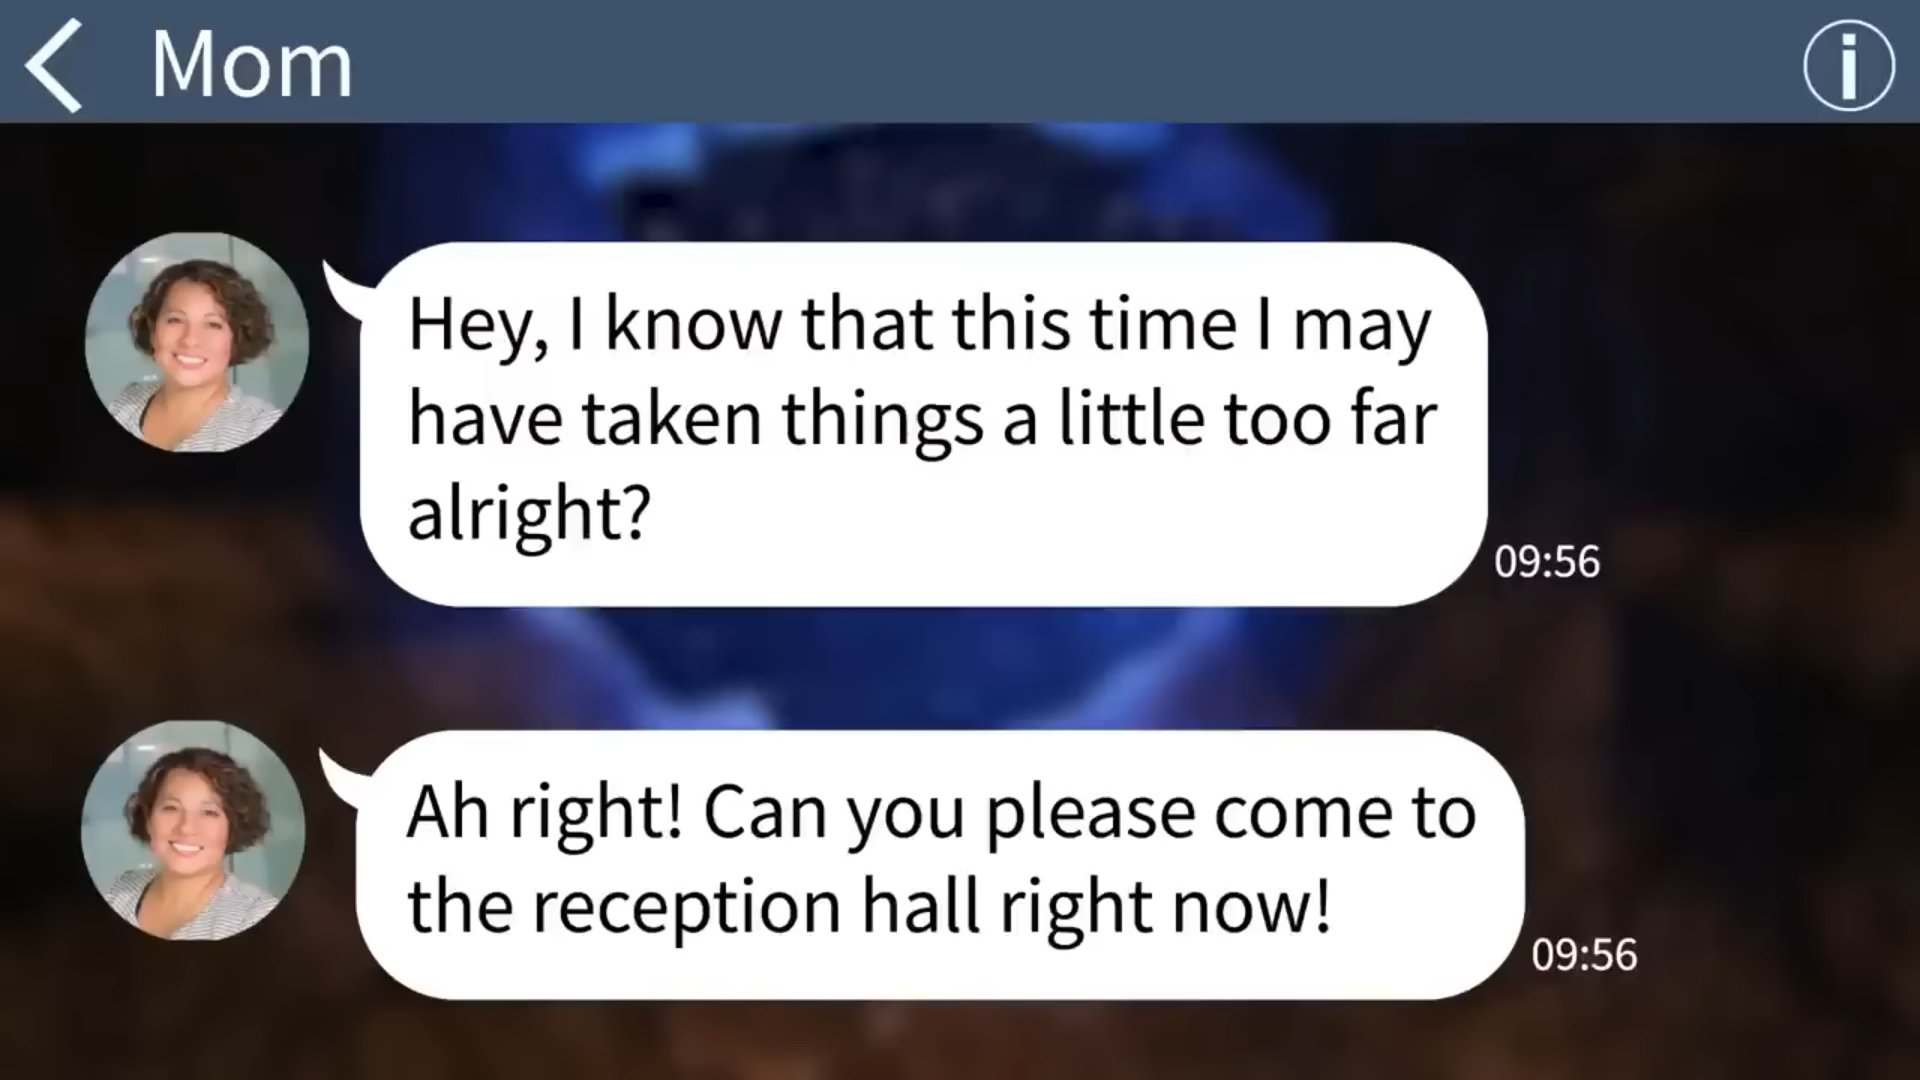 Mom
Hey, I know that this time I may
have taken things a little too far
alright?
09:56
Ah right! Can you please come to
the reception hall right now!
09:56